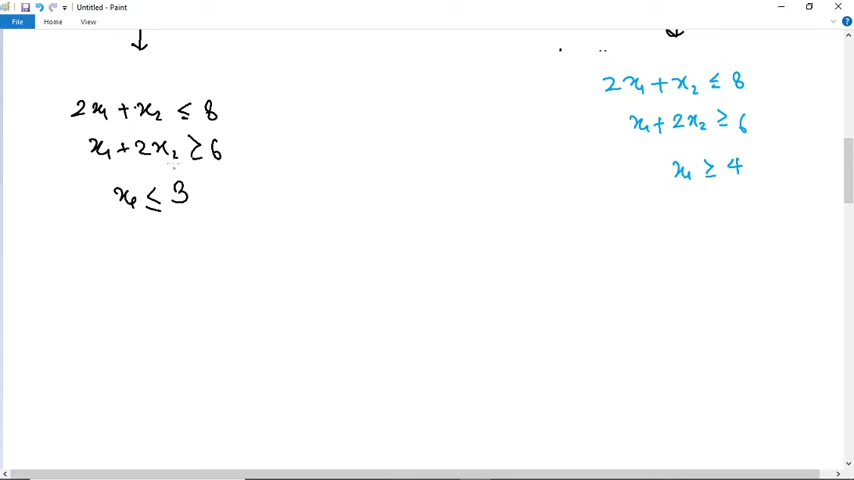 Untitled - Paint
File Home View
2x₁ + x₂ ≤ 8
x₁ + 2x₂ ≥ 6
x₁ ≤ 3
2x₁ + x₂ ≤ 8
x₁ + 2x₂ ≥ 6
x₁ ≥ 4